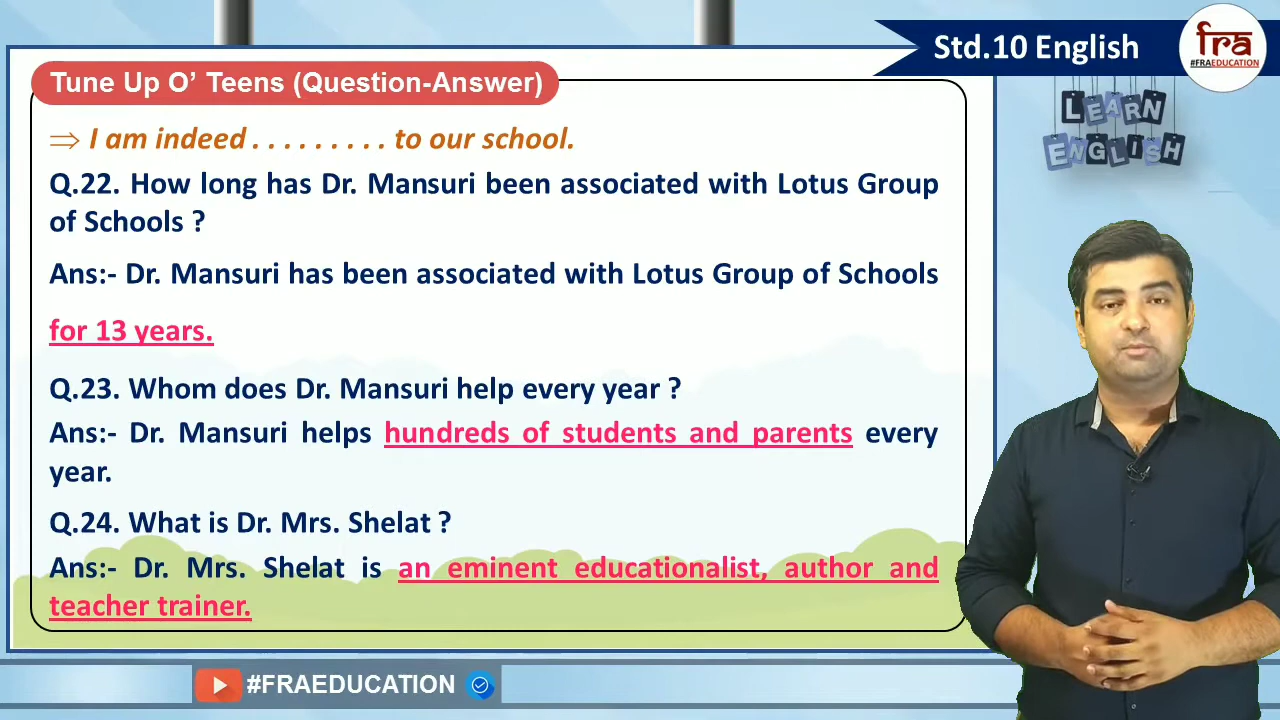 Std.10 English
fra
#FRAEDUCATION
LEARN
ENGLISH
Tune Up O' Teens (Question-Answer)
⇒ I am indeed . . . . . . . . . to our school.
Q.22. How long has Dr. Mansuri been associated with Lotus Group
of Schools ?
Ans:- Dr. Mansuri has been associated with Lotus Group of Schools
for 13 years.
Q.23. Whom does Dr. Mansuri help every year ?
Ans:- Dr. Mansuri helps hundreds of students and parents every
year.
Q.24. What is Dr. Mrs. Shelat ?
Ans:- Dr. Mrs. Shelat is an eminent educationalist, author and
teacher trainer.
#FRAEDUCATION